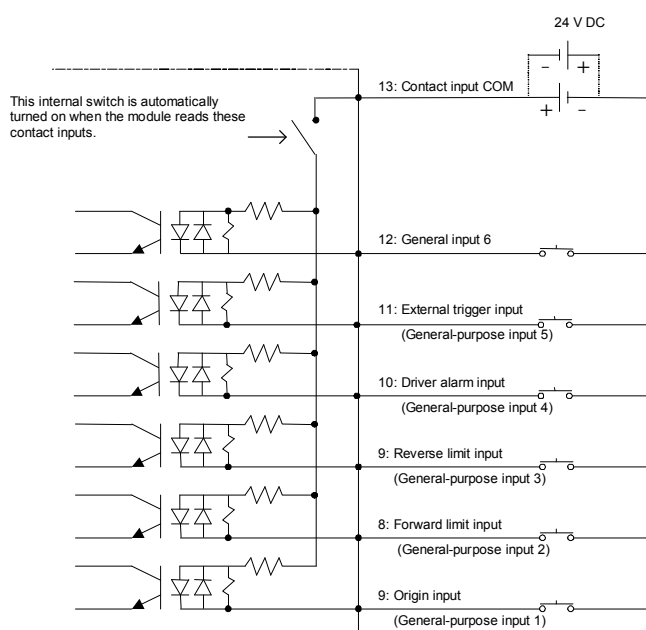 24 V DC
- +
13: Contact input COM
+ -
This internal switch is automatically
turned on when the module reads these
contact inputs.
12: General input 6
11: External trigger input
(General-purpose input 5)
10: Driver alarm input
(General-purpose input 4)
9: Reverse limit input
(General-purpose input 3)
8: Forward limit input
(General-purpose input 2)
9: Origin input
(General-purpose input 1)